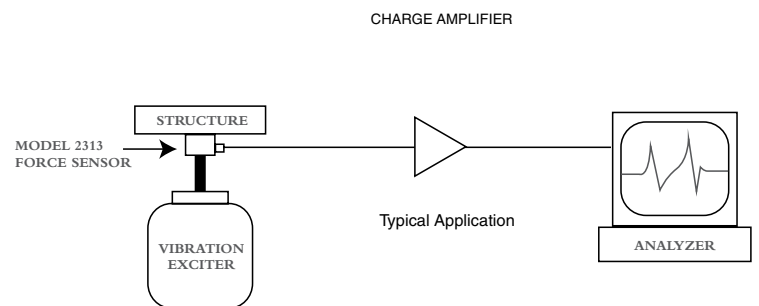 CHARGE AMPLIFIER
STRUCTURE
MODEL 2313
FORCE SENSOR
Typical Application
VIBRATION
EXCITER
ANALYZER